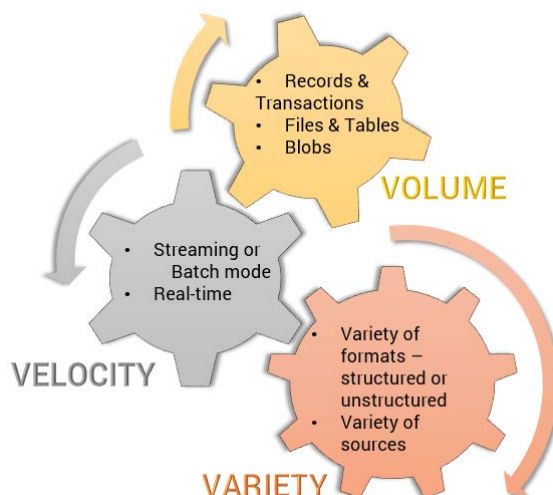 • Records &
Transactions
• Files & Tables
• Blobs
VOLUME
• Streaming or
Batch mode
• Real-time
VELOCITY
• Variety of
formats –
structured or
unstructured
• Variety of
sources
VARIETY